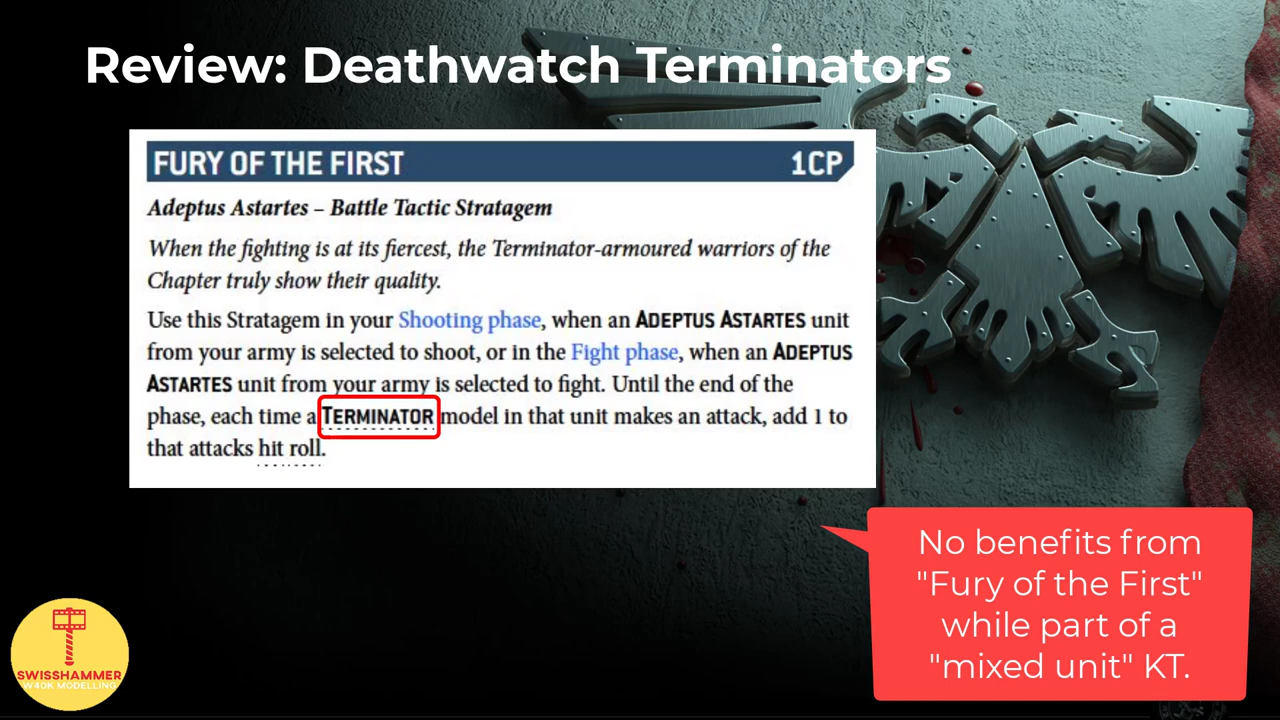 Review: Deathwatch Terminators
FURY OF THE FIRST 1CP
Adeptus Astartes – Battle Tactic Stratagem
When the fighting is at its fiercest, the Terminator-armoured warriors of the
Chapter truly show their quality.
Use this Stratagem in your Shooting phase, when an ADEPTUS ASTARTES unit
from your army is selected to shoot, or in the Fight phase, when an ADEPTUS
ASTARTES unit from your army is selected to fight. Until the end of the
phase, each time a TERMINATOR model in that unit makes an attack, add 1 to
that attacks hit roll.
No benefits from
"Fury of the First"
while part of a
"mixed unit" KT.
SWISSHAMMER
W40K MODELLING